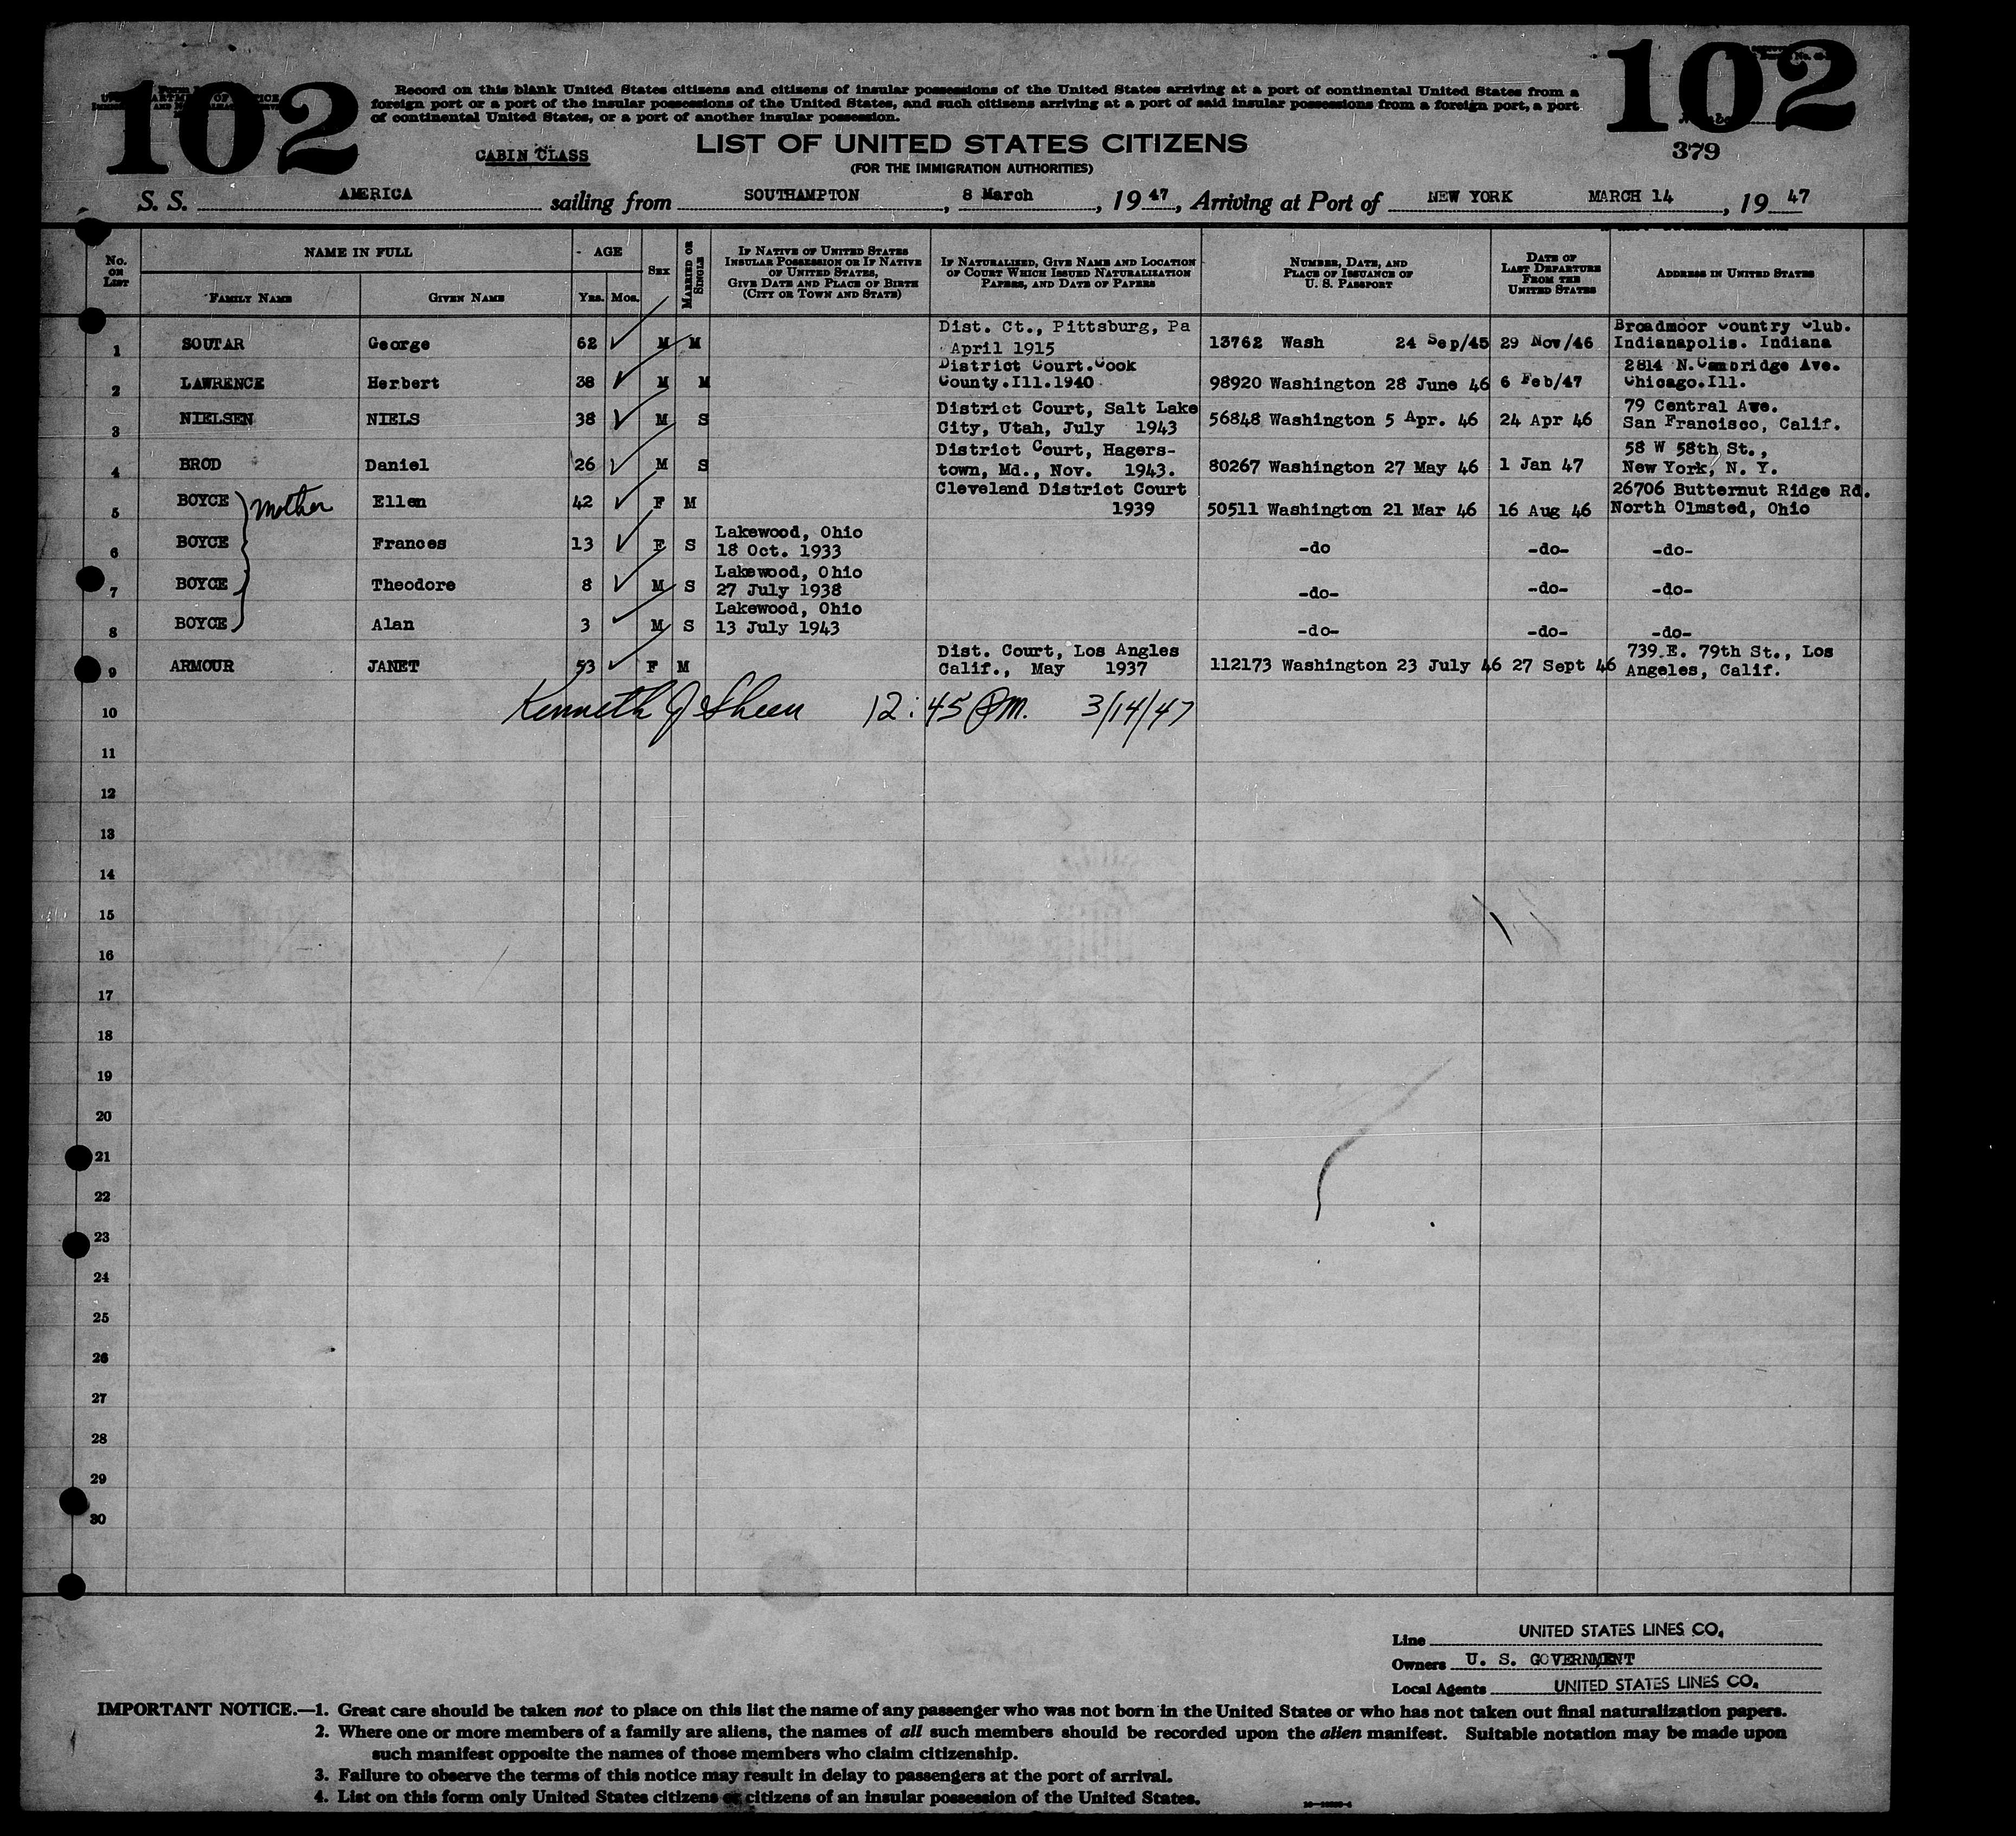 102
102
Record on this blank United States citizens and citizens of insular possessions of the United States arriving at a port of continental United States from a
foreign port or a port of the insular possessions of the United States, and such citizens arriving at a port of said insular possessions from a foreign port, a port
of continental United States, or a port of another insular possession.
CABIN CLASS
LIST OF UNITED STATES CITIZENS
(FOR THE IMMIGRATION AUTHORITIES)
379
S. S. AMERICA sailing from SOUTHAMPTON, 8 March, 1947, Arriving at Port of NEW YORK MARCH 14, 1947
No. on List
NAME IN FULL
Family Name
Given Name
AGE
Yrs. Mos.
Sex
Married or Single
If Native of United States
Insular Possession or If Native
of United States,
Give Date and Place of Birth
(City or Town and State)
If Naturalized, Give Name and Location
of Court Which Issued Naturalization
Papers, and Date of Papers
Number, Date, and
Place of Issuance of
U. S. Passport
Date of
Last Departure
From the
United States
Address in United States
1 SOUTAR George 62 M M Dist. Ct., Pittsburg, Pa April 1915 13762 Wash 24 Sep/45 29 Nov/46 Broadmoor Country Club. Indianapolis. Indiana
2 LAWRENCE Herbert 38 M M District Court.Cook County.Ill.1940 98920 Washington 28 June 46 6 Feb/47 2814 N.Cambridge Ave. Chicago.Ill.
3 NIELSEN NIELS 38 M S District Court, Salt Lake City, Utah, July 1943 56848 Washington 5 Apr. 46 24 Apr 46 79 Central Ave. San Francisco, Calif.
4 BROD Daniel 26 M S District Court, Hagers- town, Md., Nov. 1943. 80267 Washington 27 May 46 1 Jan 47 58 W 58th St., New York, N. Y.
5 BOYCE Mother Ellen 42 F M Cleveland District Court 1939 50511 Washington 21 Mar 46 16 Aug 46 26706 Butternut Ridge Rd. North Olmsted, Ohio
6 BOYCE Frances 13 F S Lakewood, Ohio 18 Oct. 1933 -do -do- -do-
7 BOYCE Theodore 8 M S Lakewood, Ohio 27 July 1938 -do- -do- -do-
8 BOYCE Alan 3 M S Lakewood, Ohio 13 July 1943 -do- -do- -do-
9 ARMOUR JANET 53 F M Dist. Court, Los Angles Calif., May 1937 112173 Washington 23 July 46 27 Sept 46 739 E. 79th St., Los Angeles, Calif.
10 Kenneth J Sheen 12:45 PM. 3/14/47
11
12
13
14
15
16
17
18
19
20
21
22
23
24
25
26
27
28
29
30
Line UNITED STATES LINES CO.
Owners U. S. GOVERNMENT
Local Agents UNITED STATES LINES CO.
IMPORTANT NOTICE.—1. Great care should be taken not to place on this list the name of any passenger who was not born in the United States or who has not taken out final naturalization papers.
2. Where one or more members of a family are aliens, the names of all such members should be recorded upon the alien manifest. Suitable notation may be made upon
such manifest opposite the names of those members who claim citizenship.
3. Failure to observe the terms of this notice may result in delay to passengers at the port of arrival.
4. List on this form only United States citizens or citizens of an insular possession of the United States.